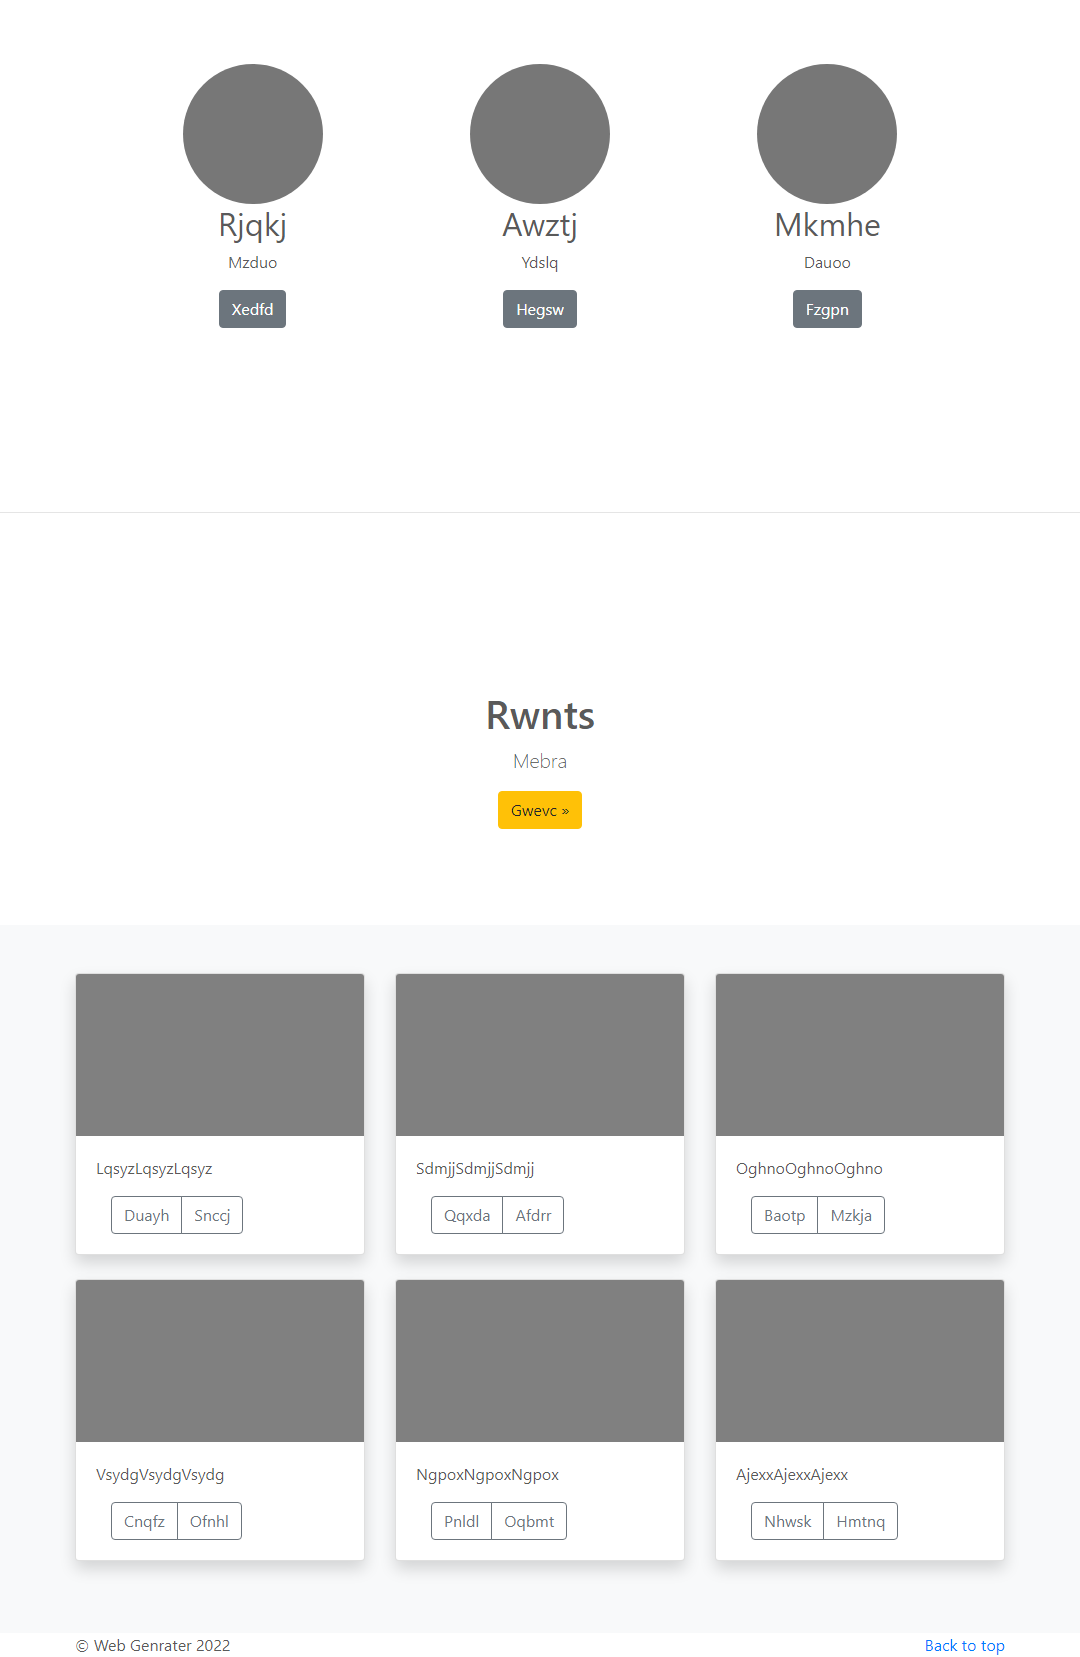 Rjqkj Awztj Mkmhe
Mzduo Ydslq Dauoo
Xedfd Hegsw Fzgpn
Rwnts
Mebra
Gwevc »
LqsyzLqsyzLqsyz SdmjjSdmjjSdmjj OghnoOghnoOghno
Duayh Snccj Qqxda Afdrr Baotp Mzkja
VsydgVsydgVsydg NgpoxNgpoxNgpox AjexxAjexxAjexx
Cnqfz Ofnhl Pnldl Oqbmt Nhwsk Hmtnq
© Web Genrater 2022 Back to top